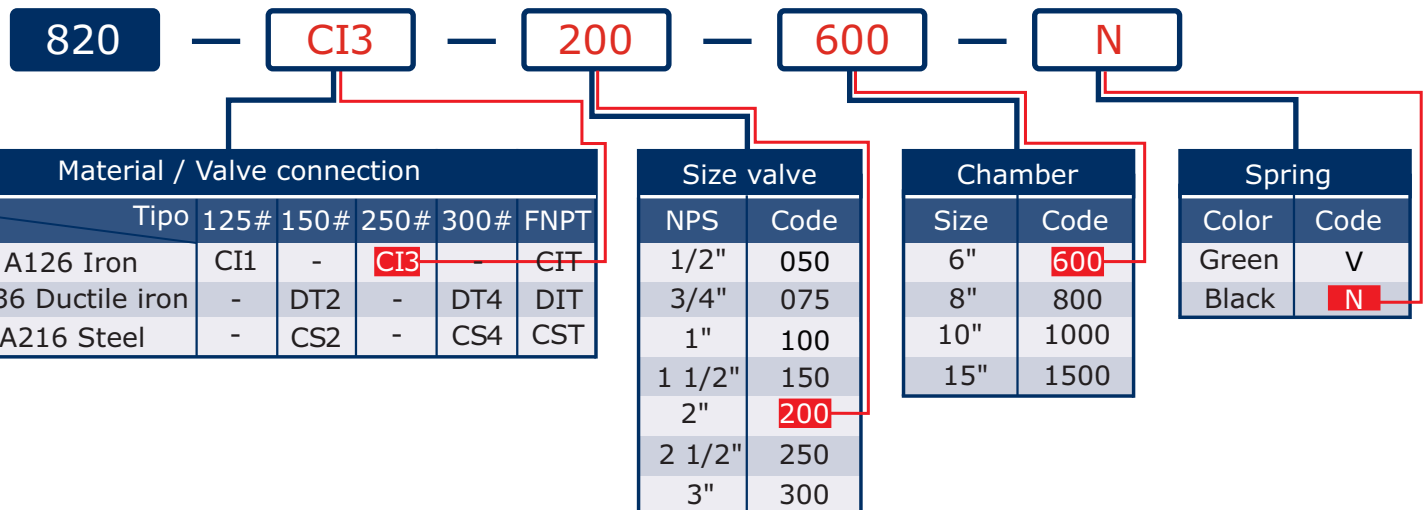 820 — CI3 — 200 — 600 — N
Material / Valve connection
Tipo 125# 150# 250# 300# FNPT
A126 Iron CI1 - CI3 - CIT
36 Ductile iron - DT2 - DT4 DIT
A216 Steel - CS2 - CS4 CST
Size valve
NPS Code
1/2" 050
3/4" 075
1" 100
1 1/2" 150
2" 200
2 1/2" 250
3" 300
Chamber
Size Code
6" 600
8" 800
10" 1000
15" 1500
Spring
Color Code
Green V
Black N